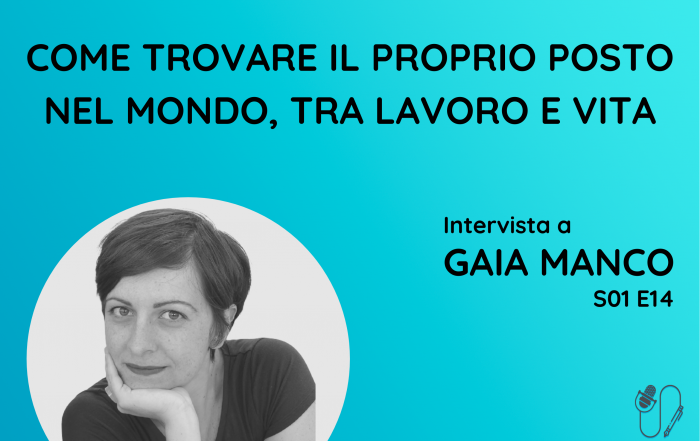 COME TROVARE IL PROPRIO POSTO
NEL MONDO, TRA LAVORO E VITA
Intervista a
GAIA MANCO
S01 E14